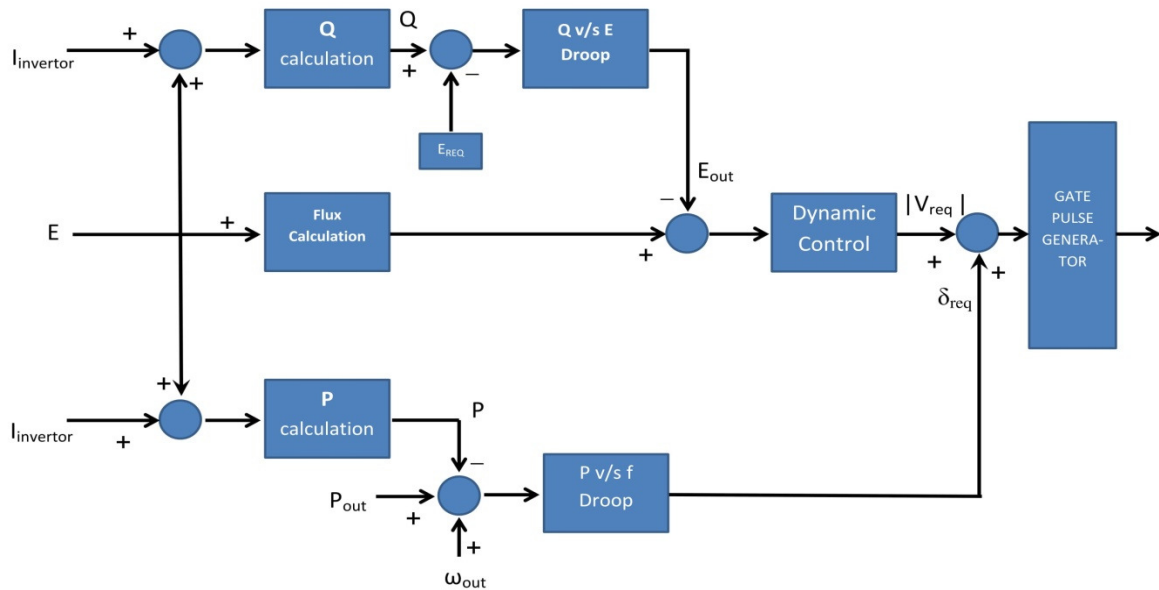 I_invertor
+
+
Q
calculation
Q
+
−
E_REQ
Q v/s E
Droop
E
+
Flux
Calculation
E_out
−
+
Dynamic
Control
|V_req|
+
+
δ_req
GATE
PULSE
GENERA-
TOR
I_invertor
+
+
P
calculation
P
−
P_out
+
+
ω_out
P v/s f
Droop